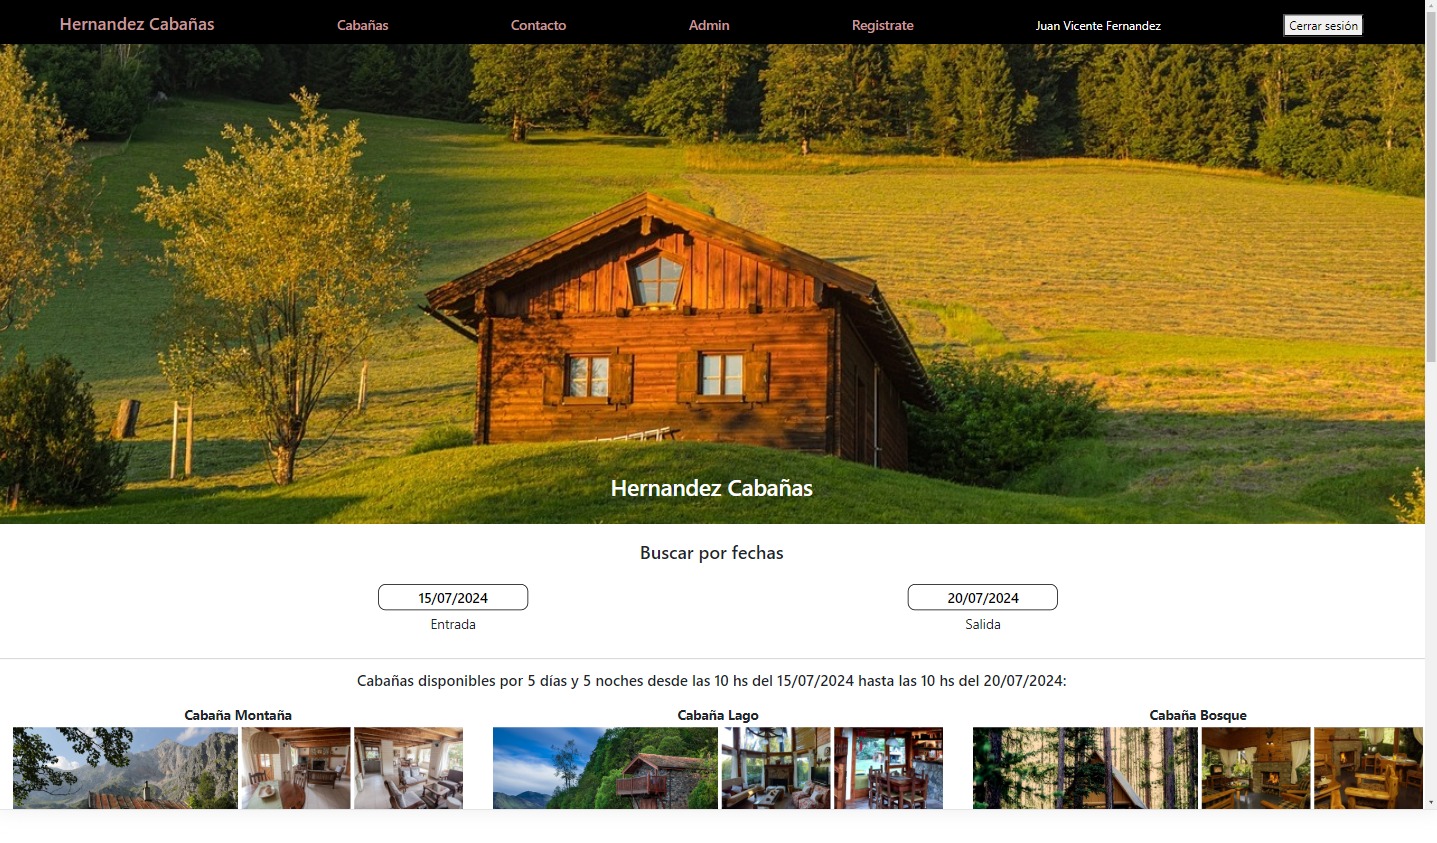 Hernandez Cabañas
Cabañas
Contacto
Admin
Registrate
Juan Vicente Fernandez
Cerrar sesión
Hernandez Cabañas
Buscar por fechas
15/07/2024
20/07/2024
Entrada
Salida
Cabañas disponibles por 5 días y 5 noches desde las 10 hs del 15/07/2024 hasta las 10 hs del 20/07/2024:
Cabaña Montaña
Cabaña Lago
Cabaña Bosque